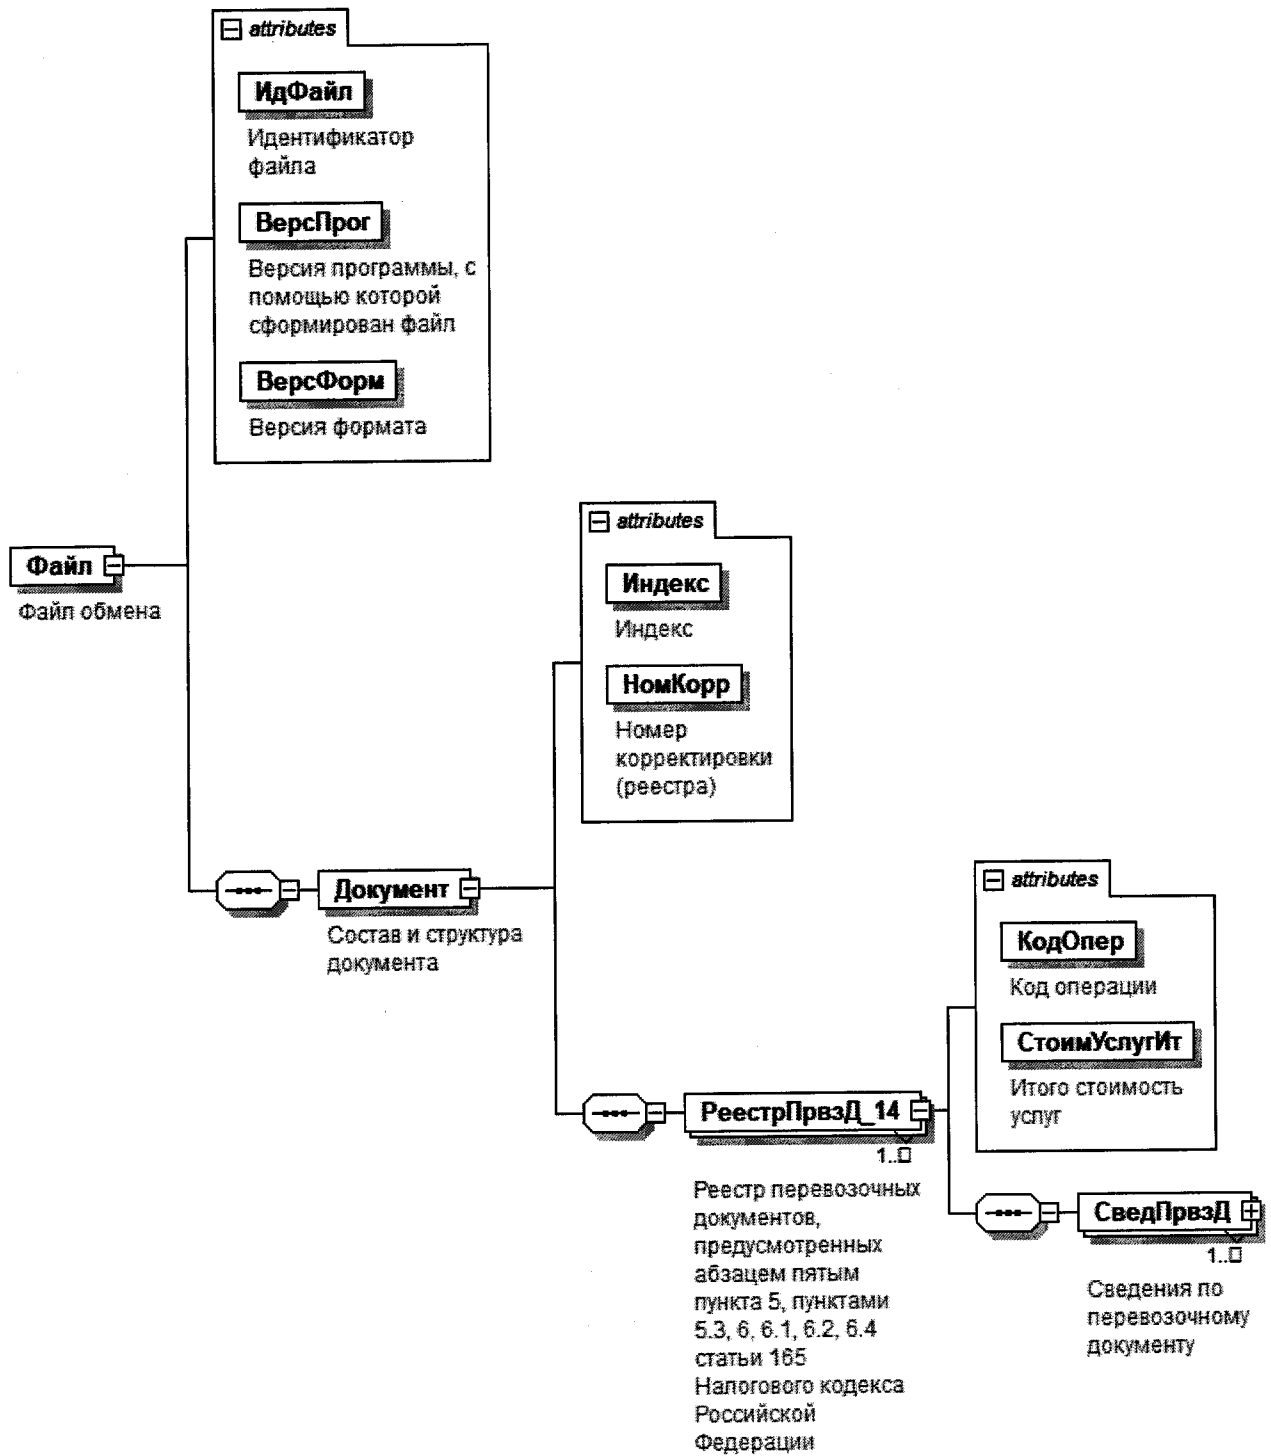 attributes
ИдФайл
Идентификатор
файла
ВерсПрог
Версия программы, с
помощью которой
сформирован файл
ВерсФорм
Версия формата
Файл
Файл обмена
attributes
Индекс
Индекс
НомКорр
Номер
корректировки
(реестра)
Документ
Состав и структура
документа
attributes
КодОпер
Код операции
СтоимУслугИт
Итого стоимость
услуг
РеестрПрвзД_14
1..□
Реестр перевозочных
документов,
предусмотренных
абзацем пятым
пункта 5, пунктами
5.3, 6, 6.1, 6.2, 6.4
статьи 165
Налогового кодекса
Российской
Федерации
СведПрвзД
1..□
Сведения по
перевозочному
документу